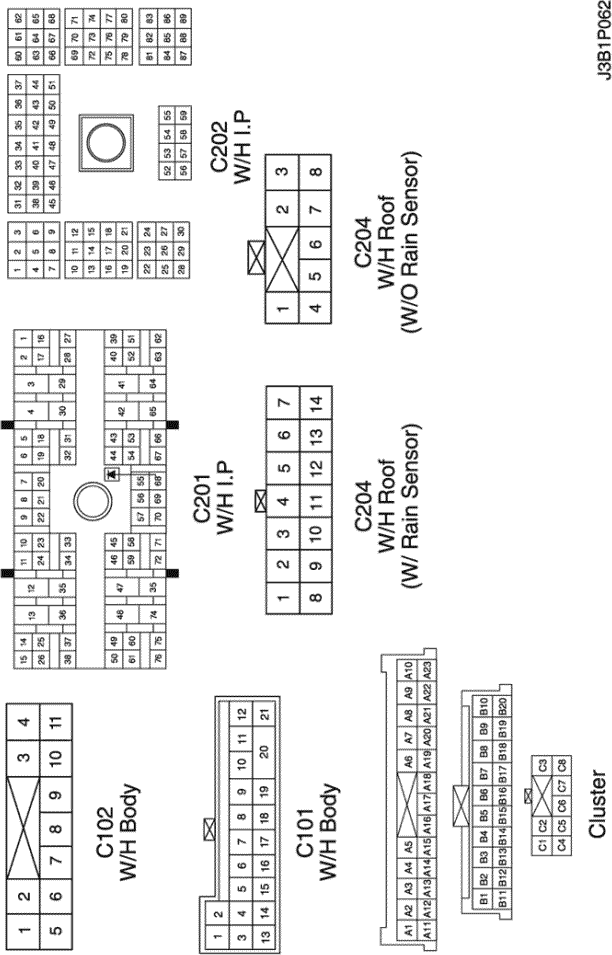 1 2 3 4
5 6 7 8 9 10 11
C102
W/H Body
15 14 13 12 11 10 9 8 7 6 5 4 3 2 1
26 25 24 23 22 21 20 19 18 17 16
38 37 36 35 34 33 32 31 30 29 28 27
50 49 48 47 46 45 44 43 42 41 40 39
61 60 59 58 57 56 55 54 53 52 51
76 75 74 35 72 71 70 69 68 67 66 65 64 63 62
C201
W/H I.P
1 2 3
4 5 6
7 8 9
10 11 12
13 14 15
16 17 18
19 20 21
22 23 24
25 26 27
28 29 30
31 32 33 34 35 36 37
38 39 40 41 42 43 44
45 46 47 48 49 50 51
52 53 54 55
56 57 58 59
60 61 62
63 64 65
66 67 68
69 70 71
72 73 74
75 76 77
78 79 80
81 82 83
84 85 86
87 88 89
C202
W/H I.P
1 2
3 4 5 6 7 8 9 10 11 12
13 14 15 16 17 18 19 20 21
C101
W/H Body
1 2 3 4 5 6 7
8 9 10 11 12 13 14
C204
W/H Roof
(W/ Rain Sensor)
1 2 3
4 5 6 7 8
C204
W/H Roof
(W/O Rain Sensor)
A1 A2 A3 A4 A5 A6 A7 A8 A9 A10
A11 A12 A13 A14 A15 A16 A17 A18 A19 A20 A21 A22 A23
B1 B2 B3 B4 B5 B6 B7 B8 B9 B10
B11 B12 B13 B14 B15 B16 B17 B18 B19 B20
C1 C2 C3
C4 C5 C6 C7 C8
Cluster
J3B1P062